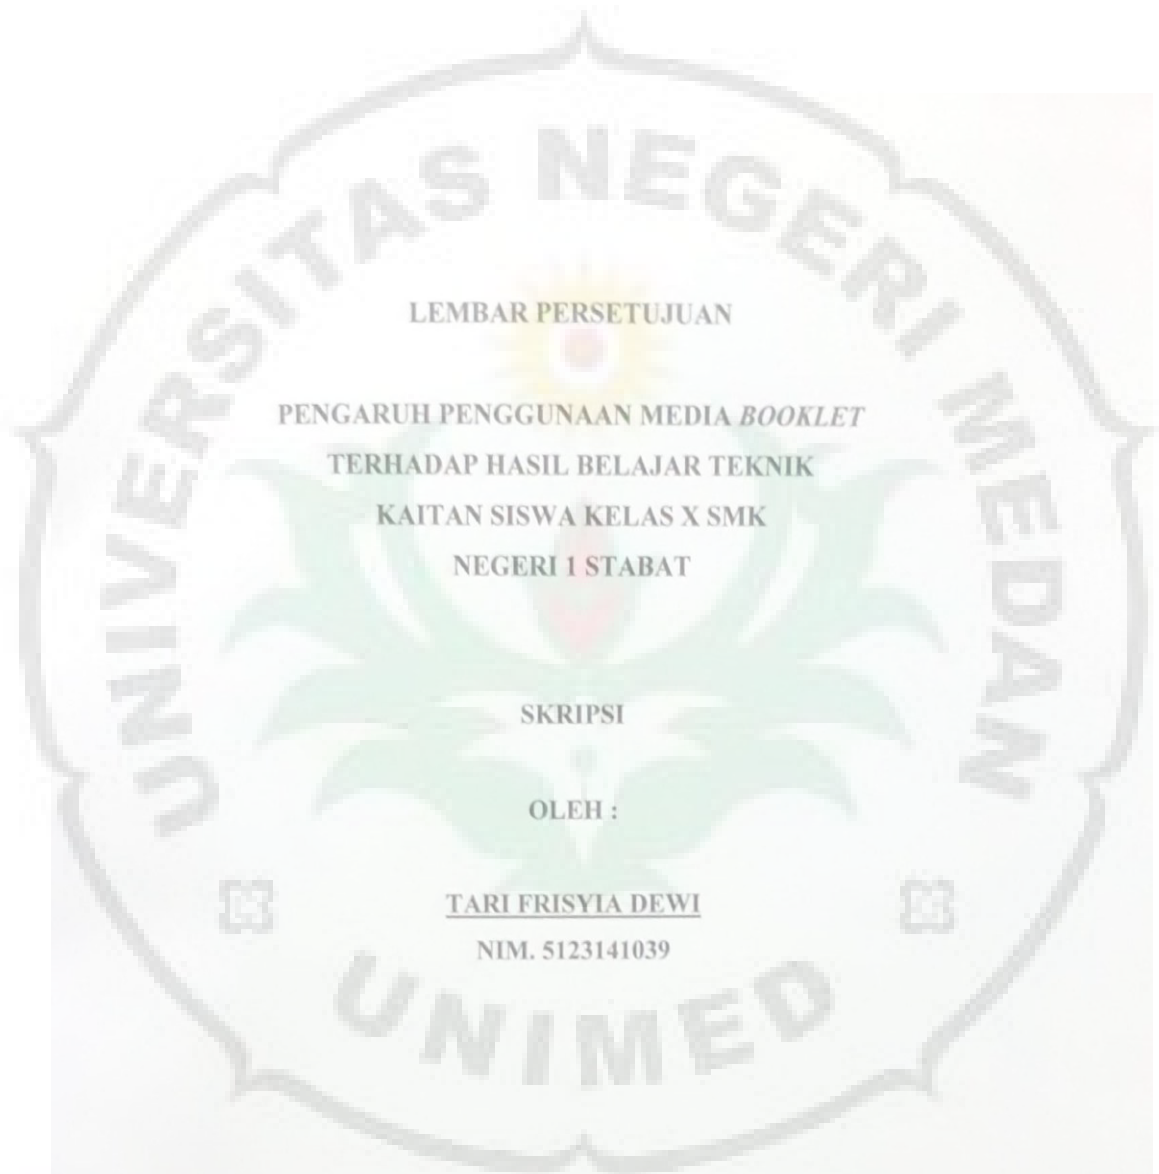 UNIVERSITAS NEGERI MEDAN
LEMBAR PERSETUJUAN
PENGARUH PENGGUNAAN MEDIA BOOKLET
TERHADAP HASIL BELAJAR TEKNIK
KAITAN SISWA KELAS X SMK
NEGERI 1 STABAT
SKRIPSI
OLEH :
TARI FRISYIA DEWI
NIM. 5123141039
UNIMED